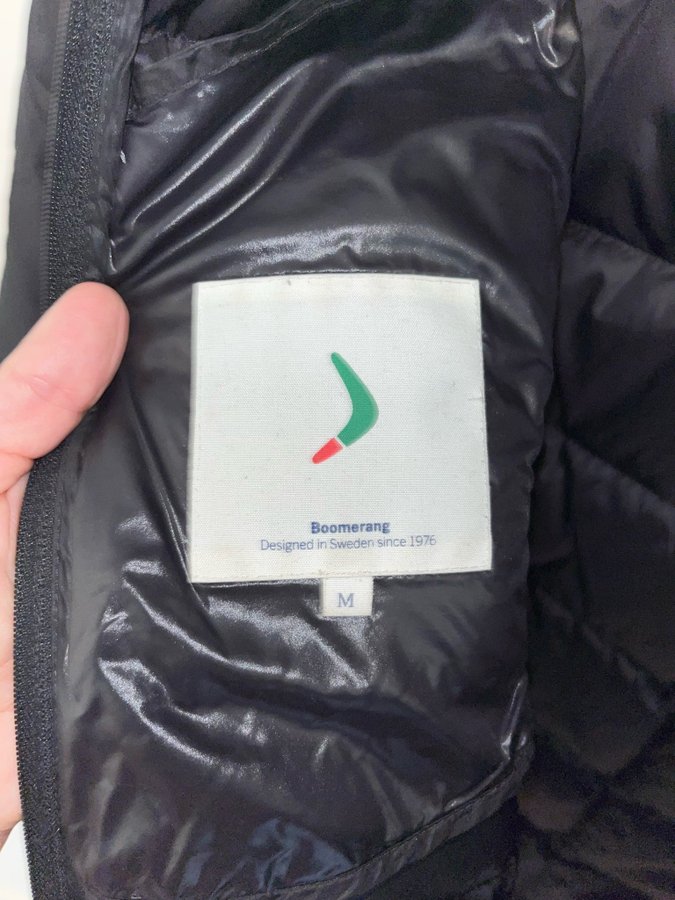 Boomerang
Designed in Sweden since 1976
M